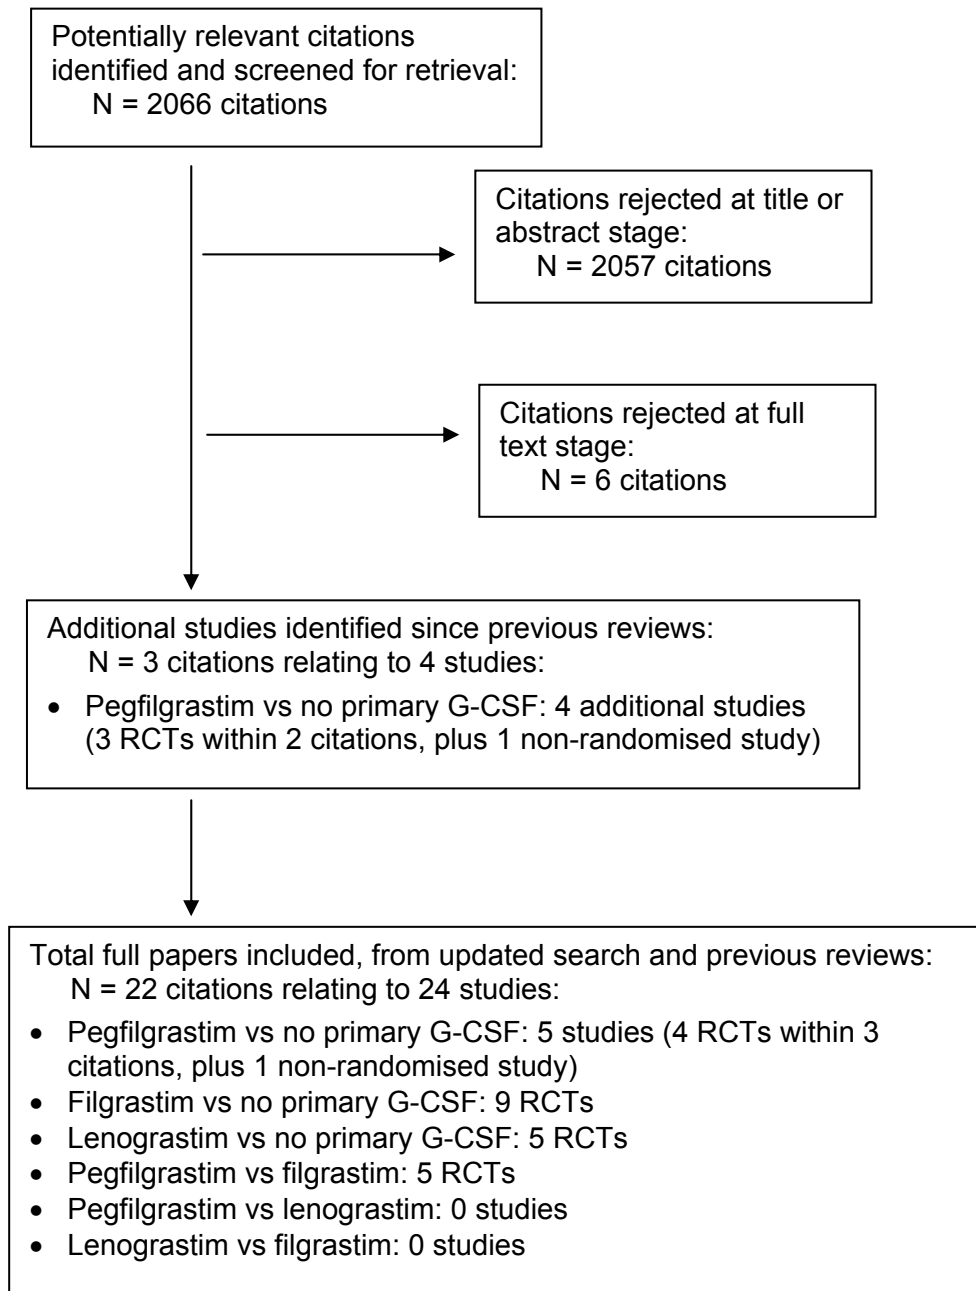 Potentially relevant citations
identified and screened for retrieval:
N = 2066 citations
Citations rejected at title or
abstract stage:
N = 2057 citations
Citations rejected at full
text stage:
N = 6 citations
Additional studies identified since previous reviews:
N = 3 citations relating to 4 studies:
• Pegfilgrastim vs no primary G-CSF: 4 additional studies
(3 RCTs within 2 citations, plus 1 non-randomised study)
Total full papers included, from updated search and previous reviews:
N = 22 citations relating to 24 studies:
• Pegfilgrastim vs no primary G-CSF: 5 studies (4 RCTs within 3
citations, plus 1 non-randomised study)
• Filgrastim vs no primary G-CSF: 9 RCTs
• Lenograstim vs no primary G-CSF: 5 RCTs
• Pegfilgrastim vs filgrastim: 5 RCTs
• Pegfilgrastim vs lenograstim: 0 studies
• Lenograstim vs filgrastim: 0 studies